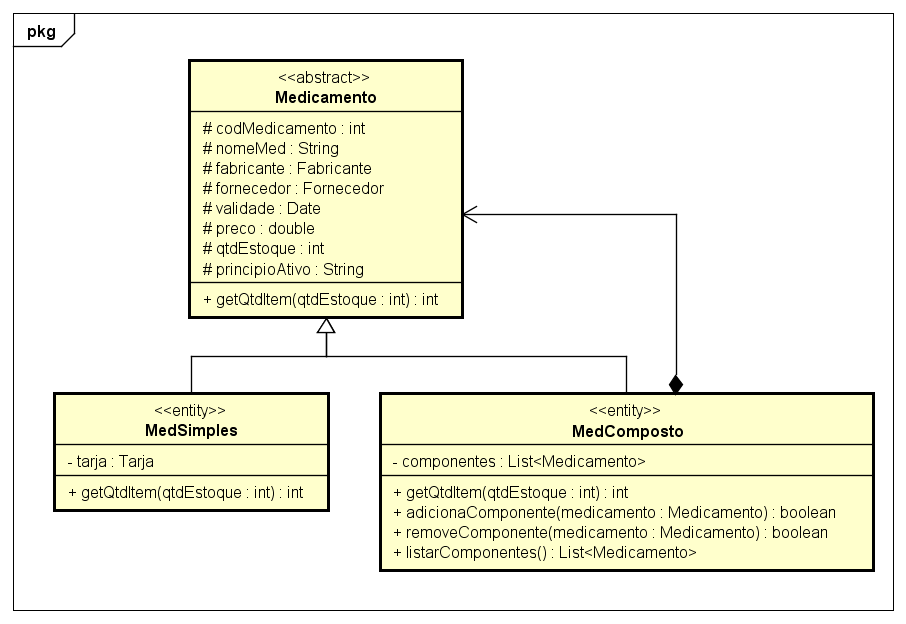 pkg
<<abstract>>
Medicamento
# codMedicamento : int
# nomeMed : String
# fabricante : Fabricante
# fornecedor : Fornecedor
# validade : Date
# preco : double
# qtdEstoque : int
# principioAtivo : String
+ getQtdItem(qtdEstoque : int) : int
<<entity>>
MedSimples
- tarja : Tarja
+ getQtdItem(qtdEstoque : int) : int
<<entity>>
MedComposto
- componentes : List<Medicamento>
+ getQtdItem(qtdEstoque : int) : int
+ adicionaComponente(medicamento : Medicamento) : boolean
+ removeComponente(medicamento : Medicamento) : boolean
+ listarComponentes() : List<Medicamento>